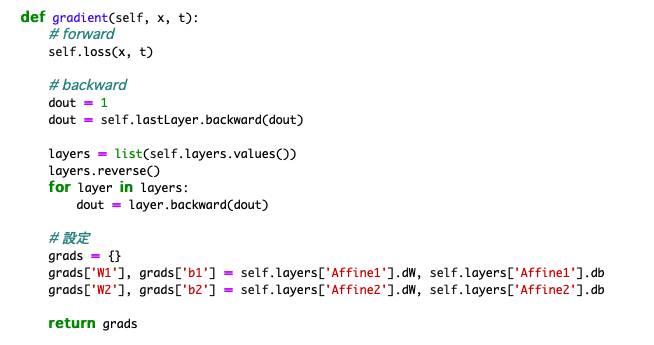 def gradient(self, x, t):
    # forward
    self.loss(x, t)

    # backward
    dout = 1
    dout = self.lastLayer.backward(dout)

    layers = list(self.layers.values())
    layers.reverse()
    for layer in layers:
        dout = layer.backward(dout)

    # 設定
    grads = {}
    grads['W1'], grads['b1'] = self.layers['Affine1'].dW, self.layers['Affine1'].db
    grads['W2'], grads['b2'] = self.layers['Affine2'].dW, self.layers['Affine2'].db

    return grads